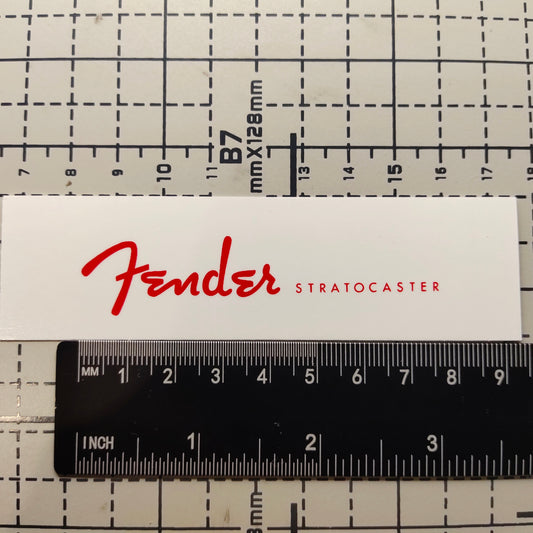 B7
mmX128mm
7 8 9 10 11 12 13 14 15 16 17
Fender STRATOCASTER
MM 1 2 3 4 5 6 7 8 9
INCH 1 2 3